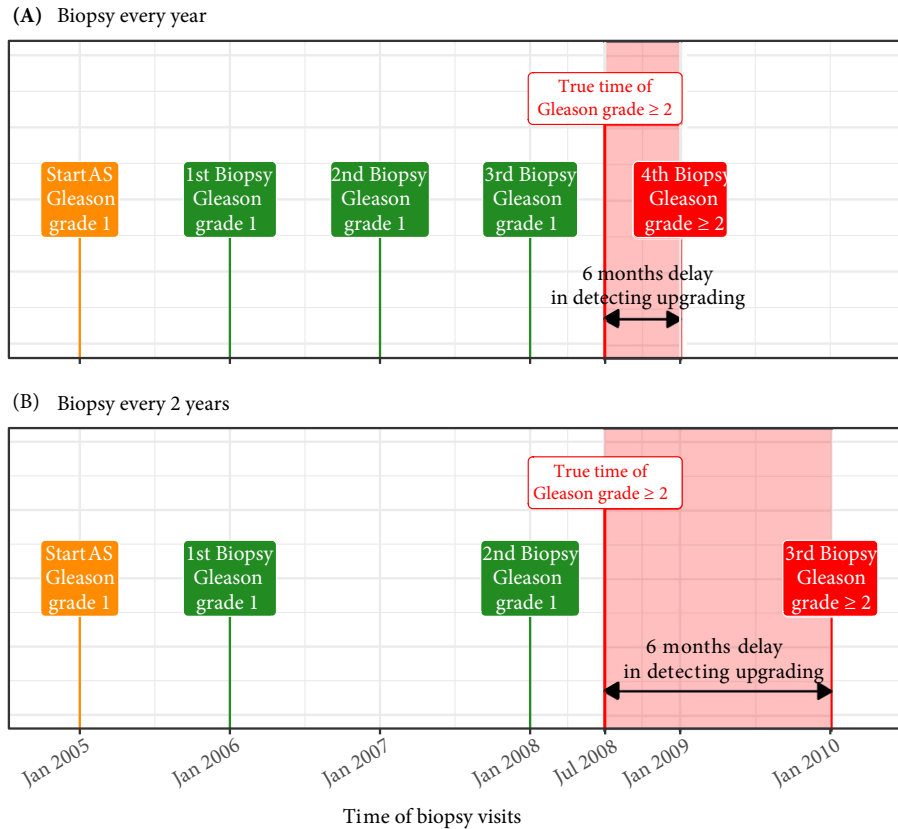 (A) Biopsy every year
True time of
Gleason grade ≥ 2
Start AS
Gleason
grade 1
1st Biopsy
Gleason
grade 1
2nd Biopsy
Gleason
grade 1
3rd Biopsy
Gleason
grade 1
4th Biopsy
Gleason
grade ≥ 2
6 months delay
in detecting upgrading
(B) Biopsy every 2 years
True time of
Gleason grade ≥ 2
Start AS
Gleason
grade 1
1st Biopsy
Gleason
grade 1
2nd Biopsy
Gleason
grade 1
3rd Biopsy
Gleason
grade ≥ 2
6 months delay
in detecting upgrading
Jan 2005
Jan 2006
Jan 2007
Jan 2008
Jul 2008
Jan 2009
Jan 2010
Time of biopsy visits